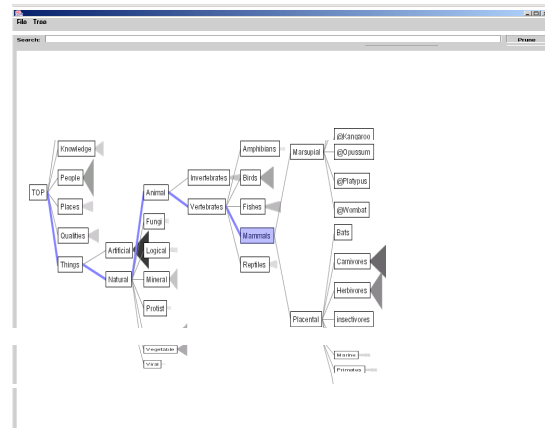 File Tree
Search:
Prune
TOP
Knowledge
People
Places
Qualities
Things
Artificial
Natural
Animal
Fungi
Logical
Mineral
Protist
Vegetable
Viral
Invertebrates
Vertebrates
Amphibians
Birds
Fishes
Mammals
Reptiles
Marsupial
Placental
@Kangaroo
@Opussum
@Platypus
@Wombat
Bats
Carnivores
Herbivores
insectivores
Marine
Primates